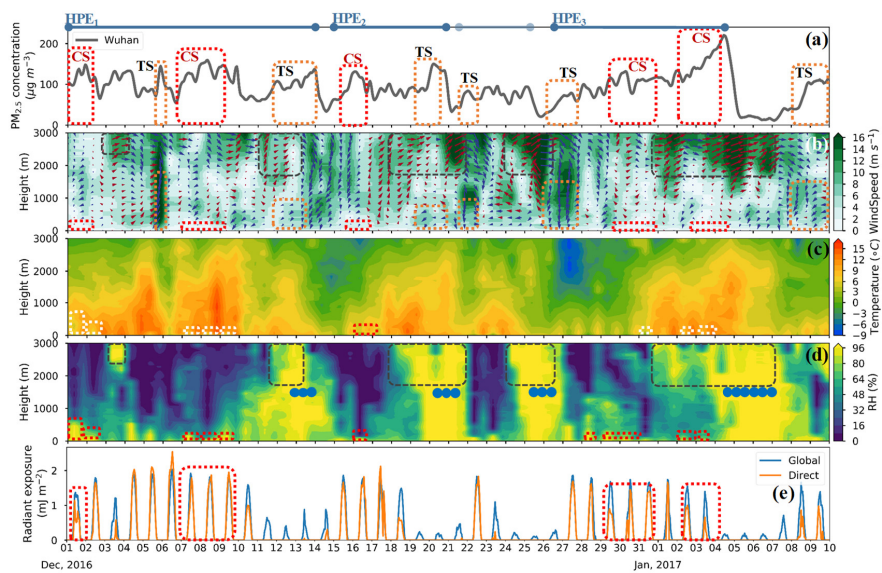 HPE1 HPE2 HPE3
Wuhan (a)
CS TS CS TS CS TS TS TS CS CS TS
200
100
0
PM2.5 concentration
(μg m−3)
3000
2000
1000
0
Height (m)
(b)
16
14
12
10
8
6
4
2
0
WindSpeed (m s−1)
3000
2000
1000
0
Height (m)
(c)
15
12
9
6
3
0
−3
−6
−9
Temperature (∘C)
3000
2000
1000
0
Height (m)
(d)
96
84
72
60
48
36
24
12
0
RH (%)
2
1
0
Radiant exposure
(mJ m−2)
Global
Direct
(e)
01 02 03 04 05 06 07 08 09 10 11 12 13 14 15 16 17 18 19 20 21 22 23 24 25 26 27 28 29 30 31 01 02 03 04 05 06 07 08 09 10
Dec, 2016 Jan, 2017